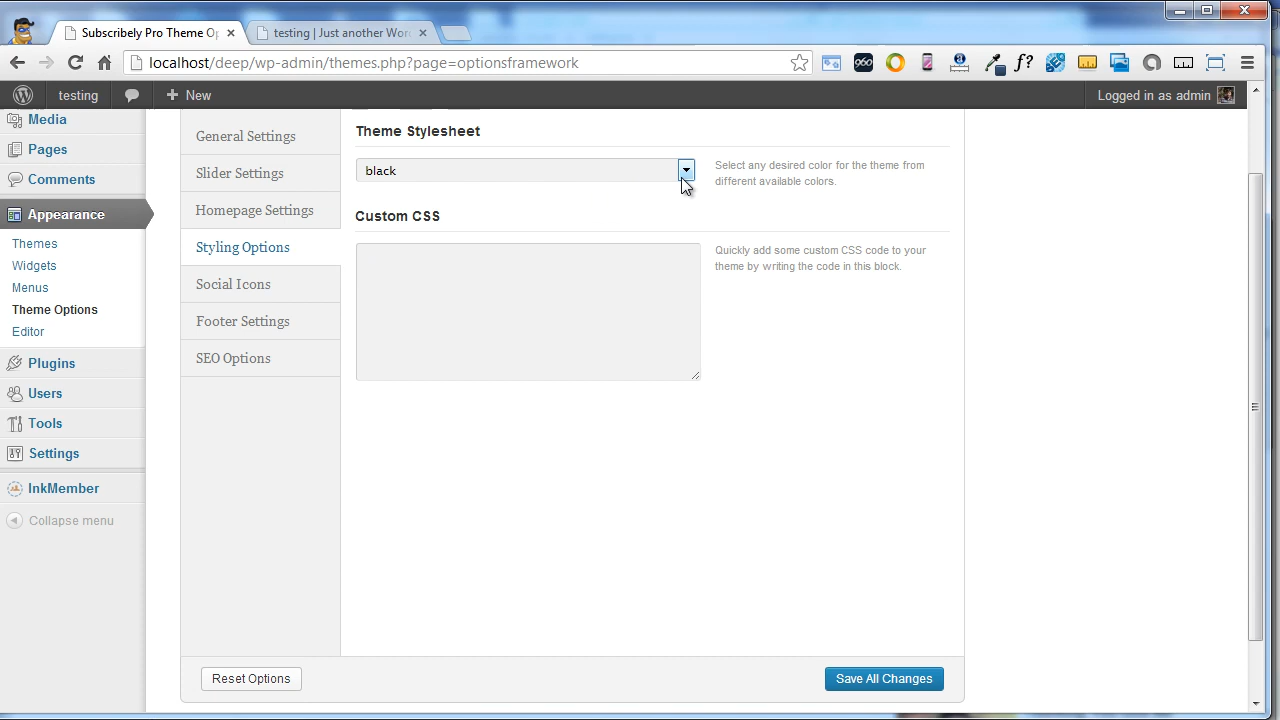 Subscribely Pro Theme Op
testing | Just another Wor
localhost/deep/wp-admin/themes.php?page=optionsframework
960
f?
testing
New
Logged in as admin
Media
Pages
Comments
Appearance
Themes
Widgets
Menus
Theme Options
Editor
Plugins
Users
Tools
Settings
InkMember
Collapse menu
General Settings
Slider Settings
Homepage Settings
Styling Options
Social Icons
Footer Settings
SEO Options
Theme Stylesheet
black
Select any desired color for the theme from
different available colors.
Custom CSS
Quickly add some custom CSS code to your
theme by writing the code in this block.
Reset Options
Save All Changes